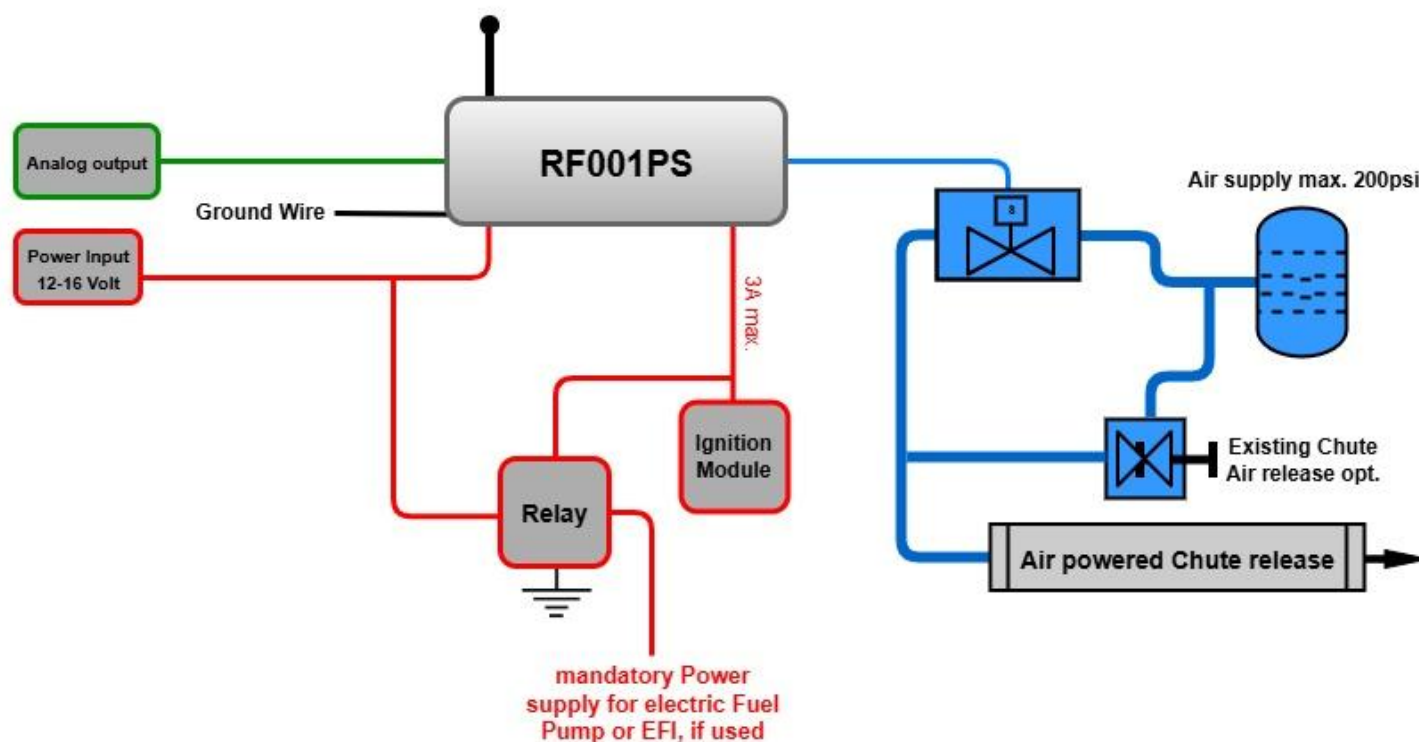 RF001PS
Analog output
Ground Wire
Power Input
12-16 Volt
3A max.
Air supply max. 200psi
Ignition
Module
Existing Chute
Air release opt.
Relay
Air powered Chute release
mandatory Power
supply for electric Fuel
Pump or EFI, if used